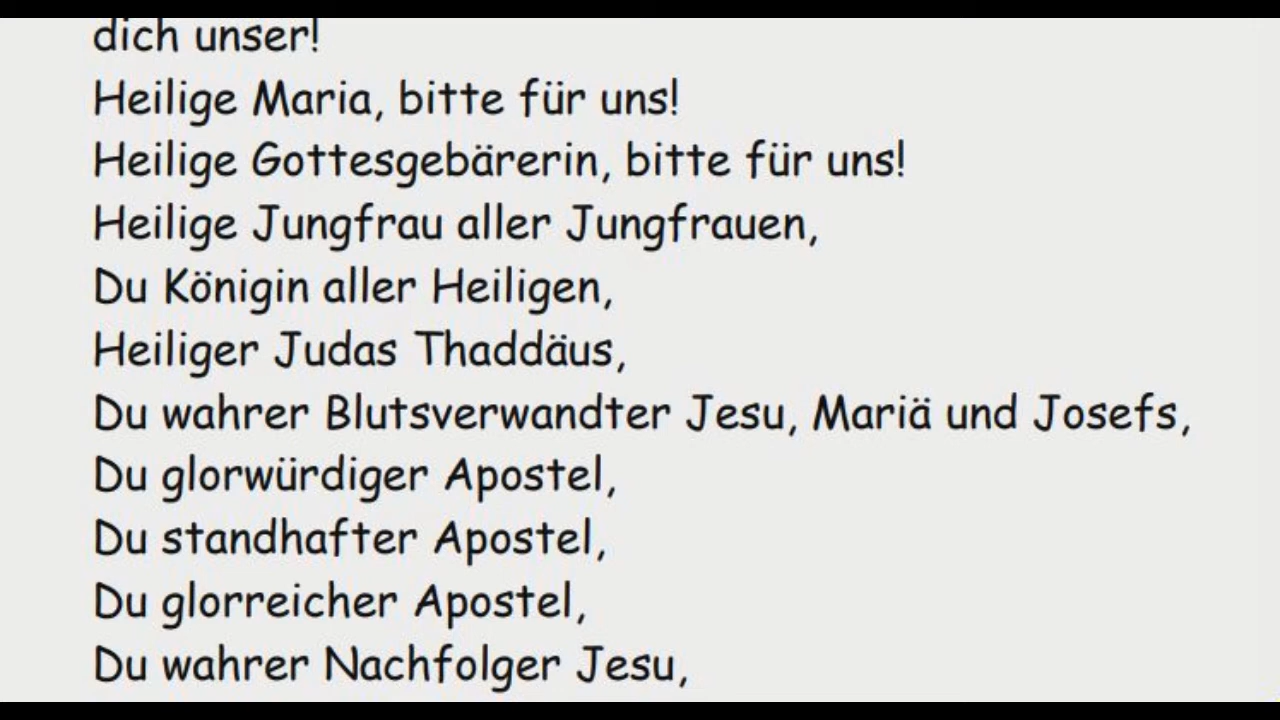 dich unser!
Heilige Maria, bitte für uns!
Heilige Gottesgebärerin, bitte für uns!
Heilige Jungfrau aller Jungfrauen,
Du Königin aller Heiligen,
Heiliger Judas Thaddäus,
Du wahrer Blutsverwandter Jesu, Mariä und Josefs,
Du glorwürdiger Apostel,
Du standhafter Apostel,
Du glorreicher Apostel,
Du wahrer Nachfolger Jesu,